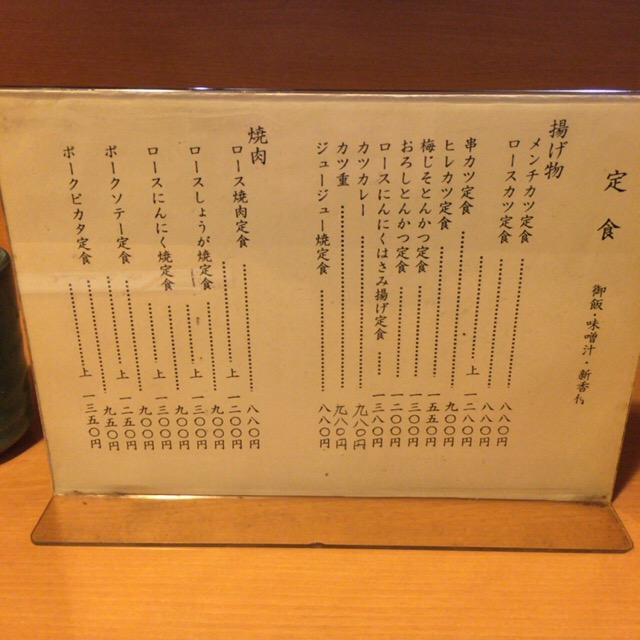 定食
御飯・味噌汁・新香付
揚げ物
メンチカツ定食 八八〇円
ロースカツ定食 八八〇円
上 一二八〇円
串カツ定食 九〇〇円
ヒレカツ定食 一五五〇円
梅じそとんかつ定食 一三〇〇円
おろしとんかつ定食 一二〇〇円
ロースにんにくはさみ揚げ定食 一三八〇円
カツカレー 九八〇円
カツ重 九八〇円
ジュージュー焼定食 八八〇円
焼肉
ロース焼肉定食 八八〇円
上 一二〇〇円
ロースしょうが焼定食 九〇〇円
上 一三〇〇円
ロースにんにく焼定食 九〇〇円
上 一三〇〇円
ポークソテー定食 九〇〇円
上 一二五〇円
ポークピカタ定食 九五〇円
上 一三五〇円